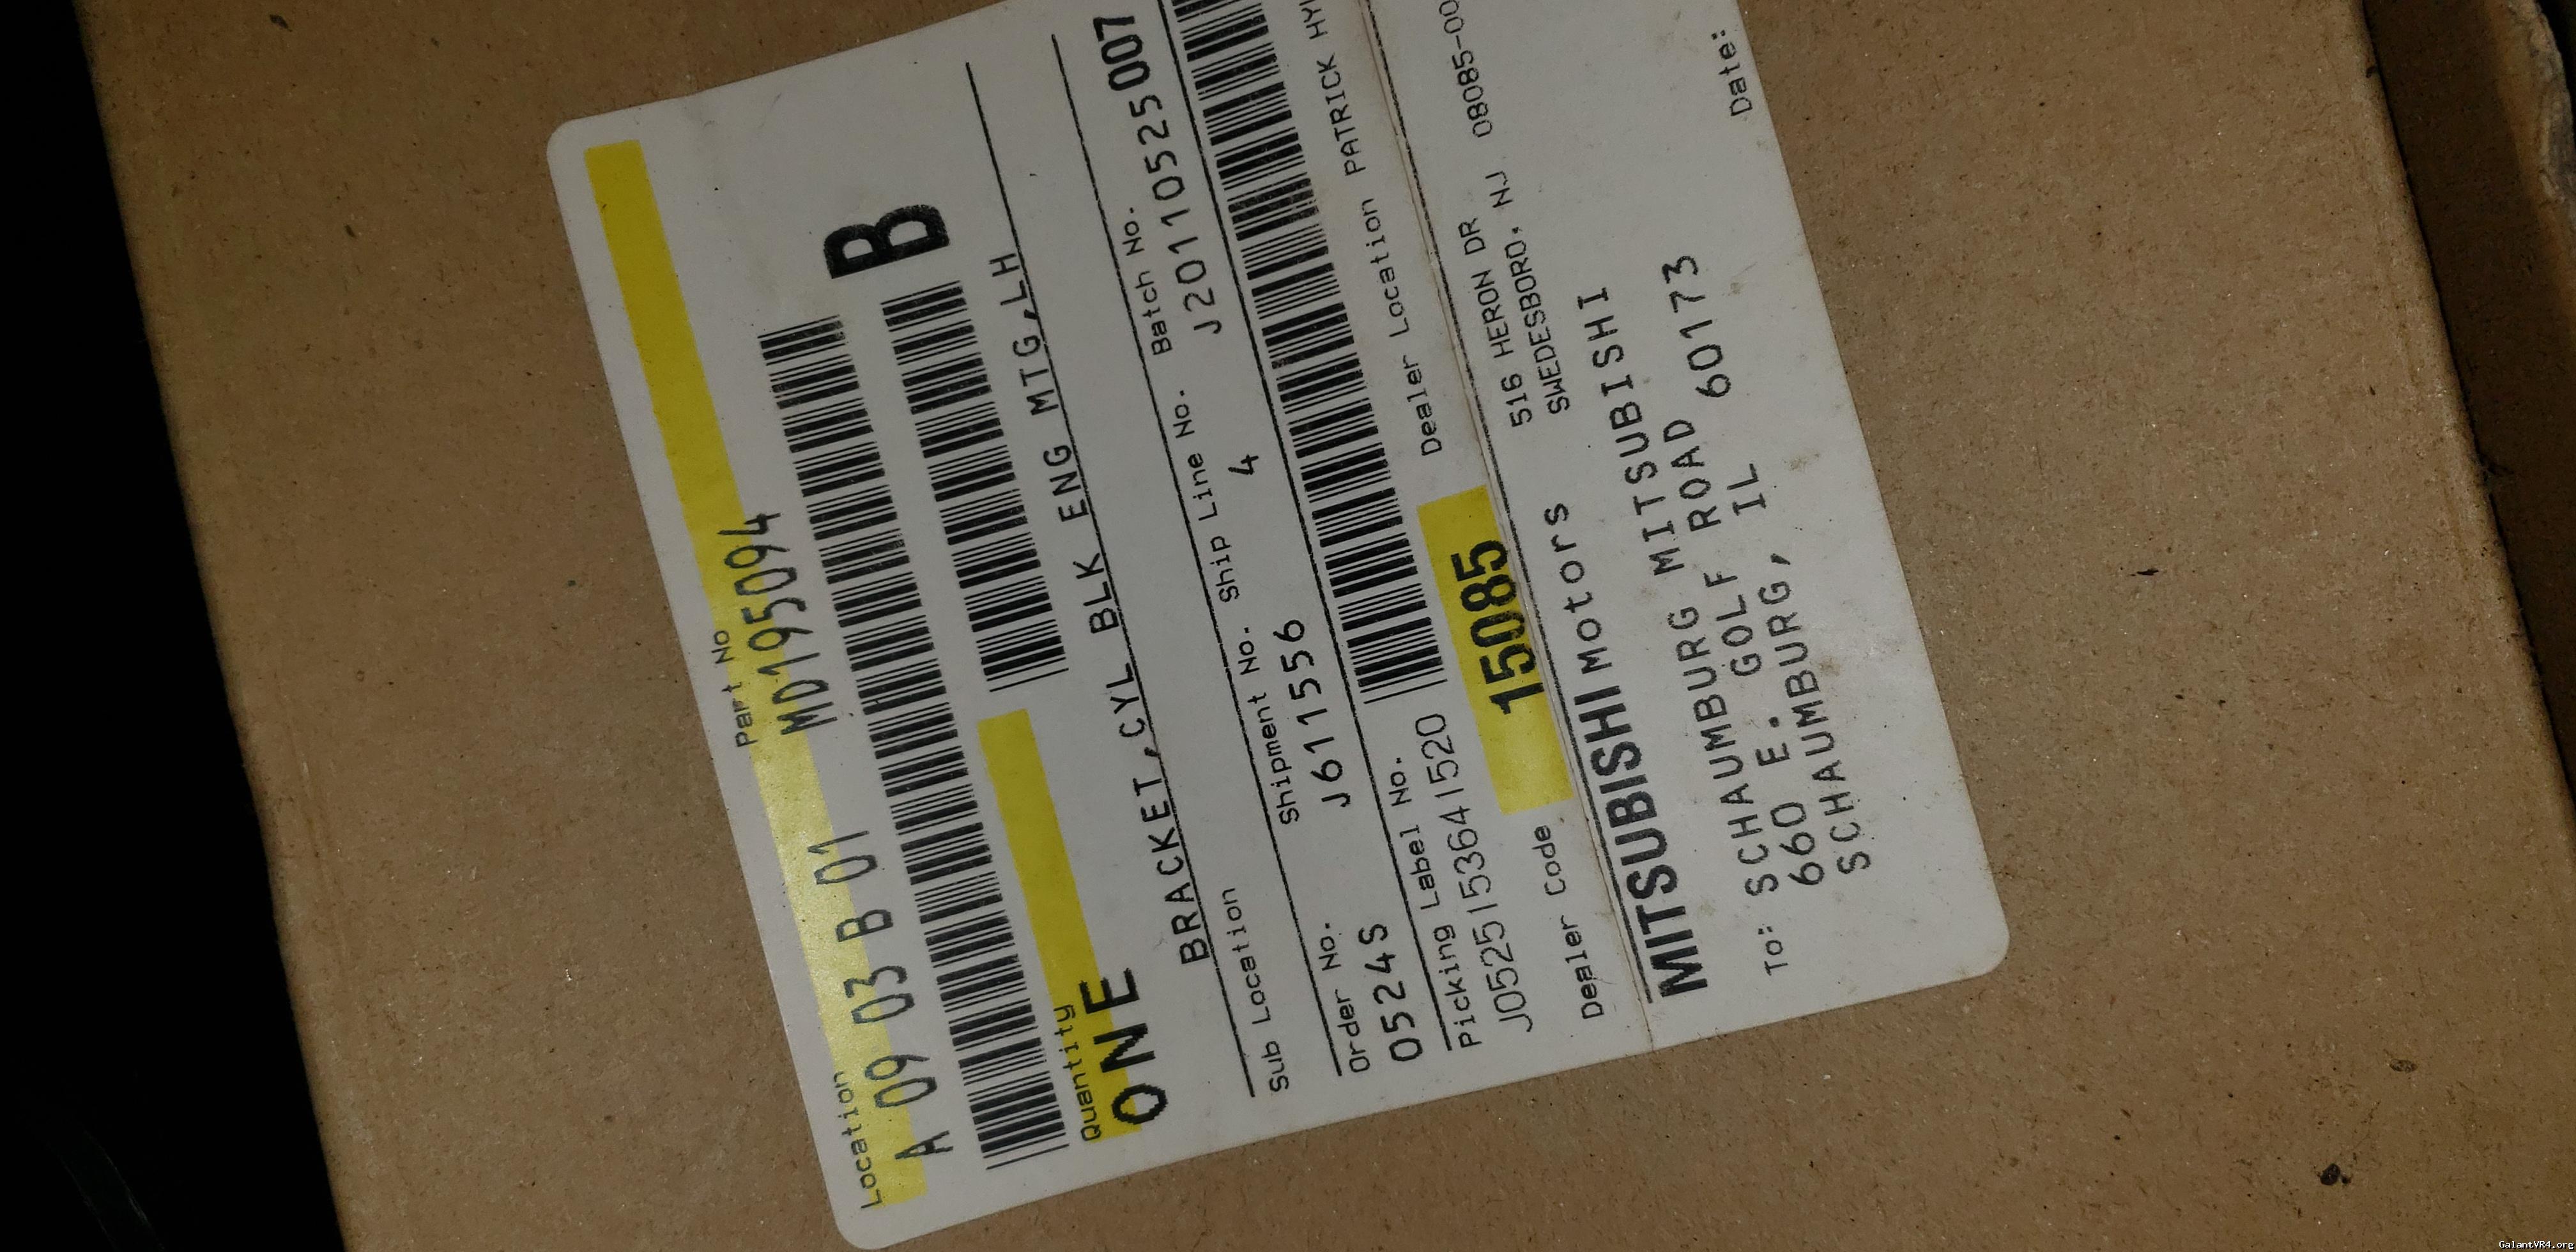 Location Part No
A 09 03 B 01 MD195094
B
Quantity
ONE
BRACKET,CYL BLK ENG MTG,LH
Sub Location Shipment No. Ship Line No. Batch No.
J611556 4 J20110525007
Order No.
0524S
Picking Label No.
J05251536415 20
Dealer Code 15085 Dealer Location PATRICK HY
MITSUBISHI Motors 516 HERON DR
SWEDESBORO, NJ 08085-00
To: SCHAUMBURG MITSUBISHI
660 E. GOLF ROAD
SCHAUMBURG, IL 60173
Date:
GalantVR4.org